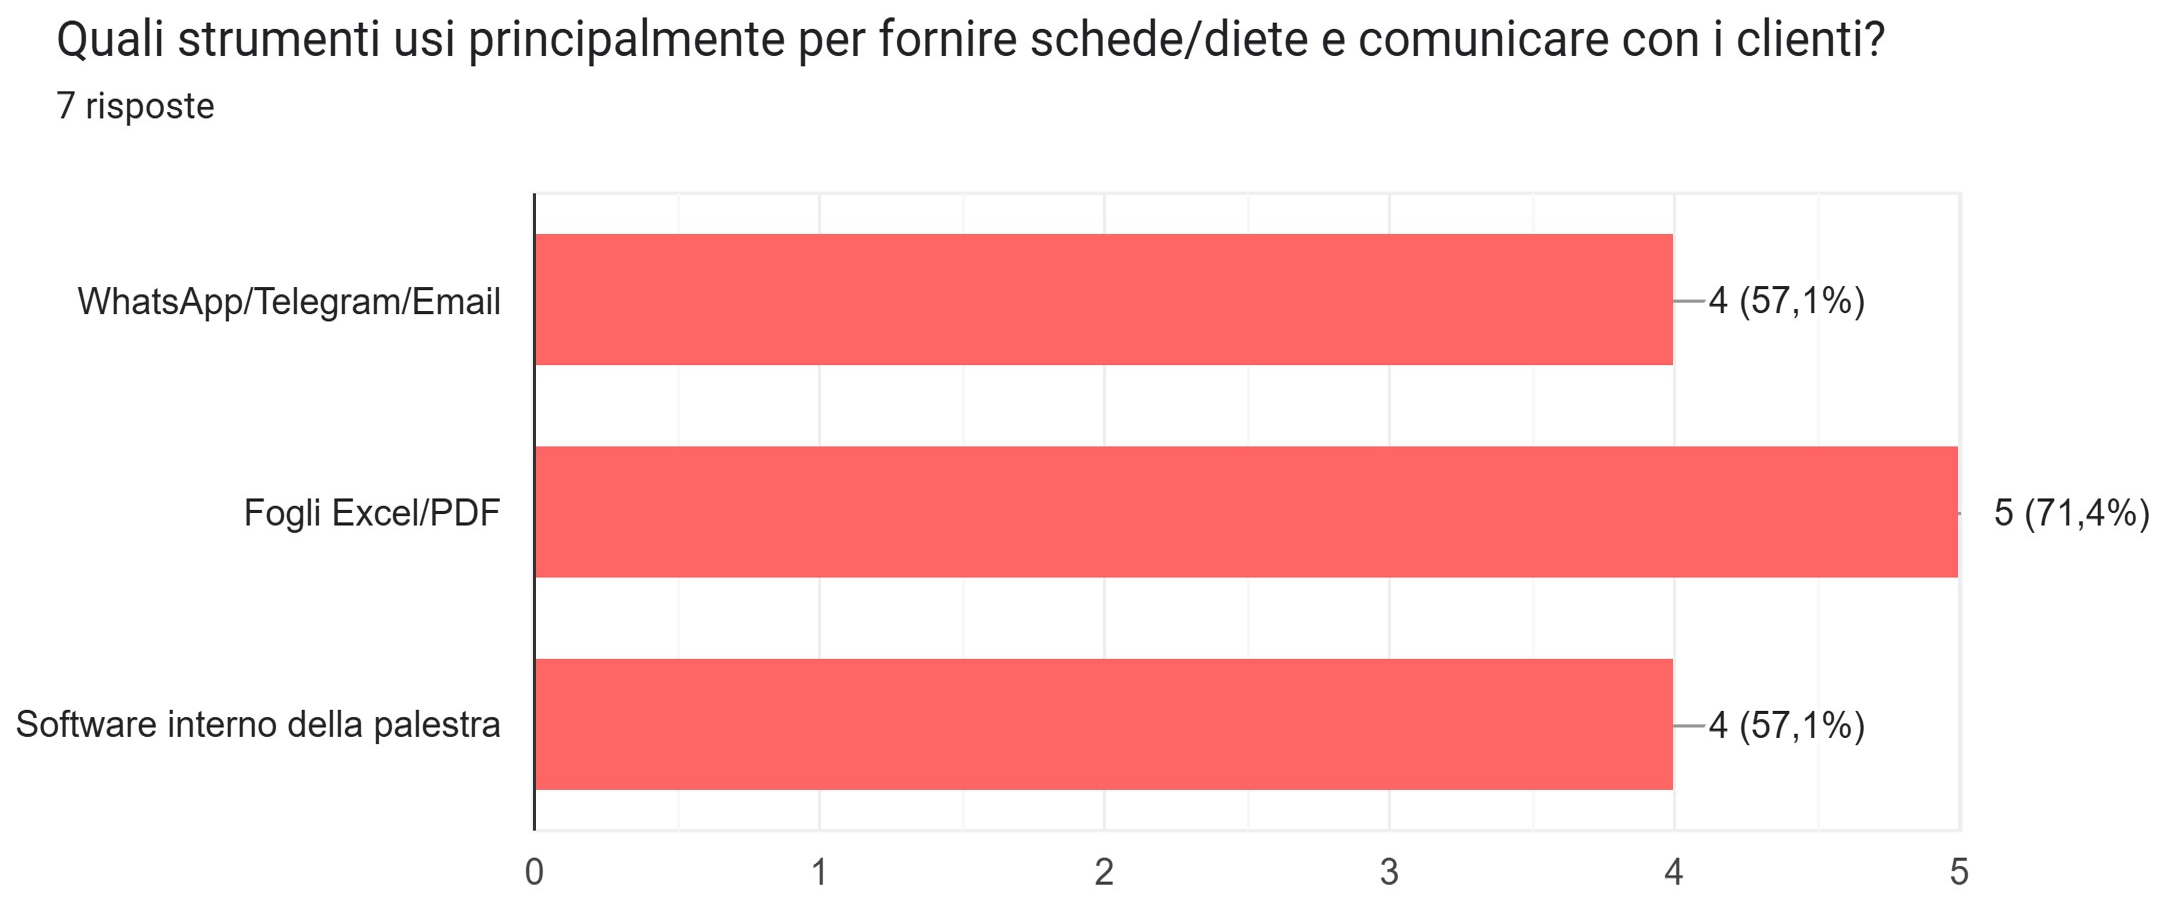 Quali strumenti usi principalmente per fornire schede/diete e comunicare con i clienti?
7 risposte
WhatsApp/Telegram/Email
4 (57,1%)
Fogli Excel/PDF
5 (71,4%)
Software interno della palestra
4 (57,1%)
0 1 2 3 4 5